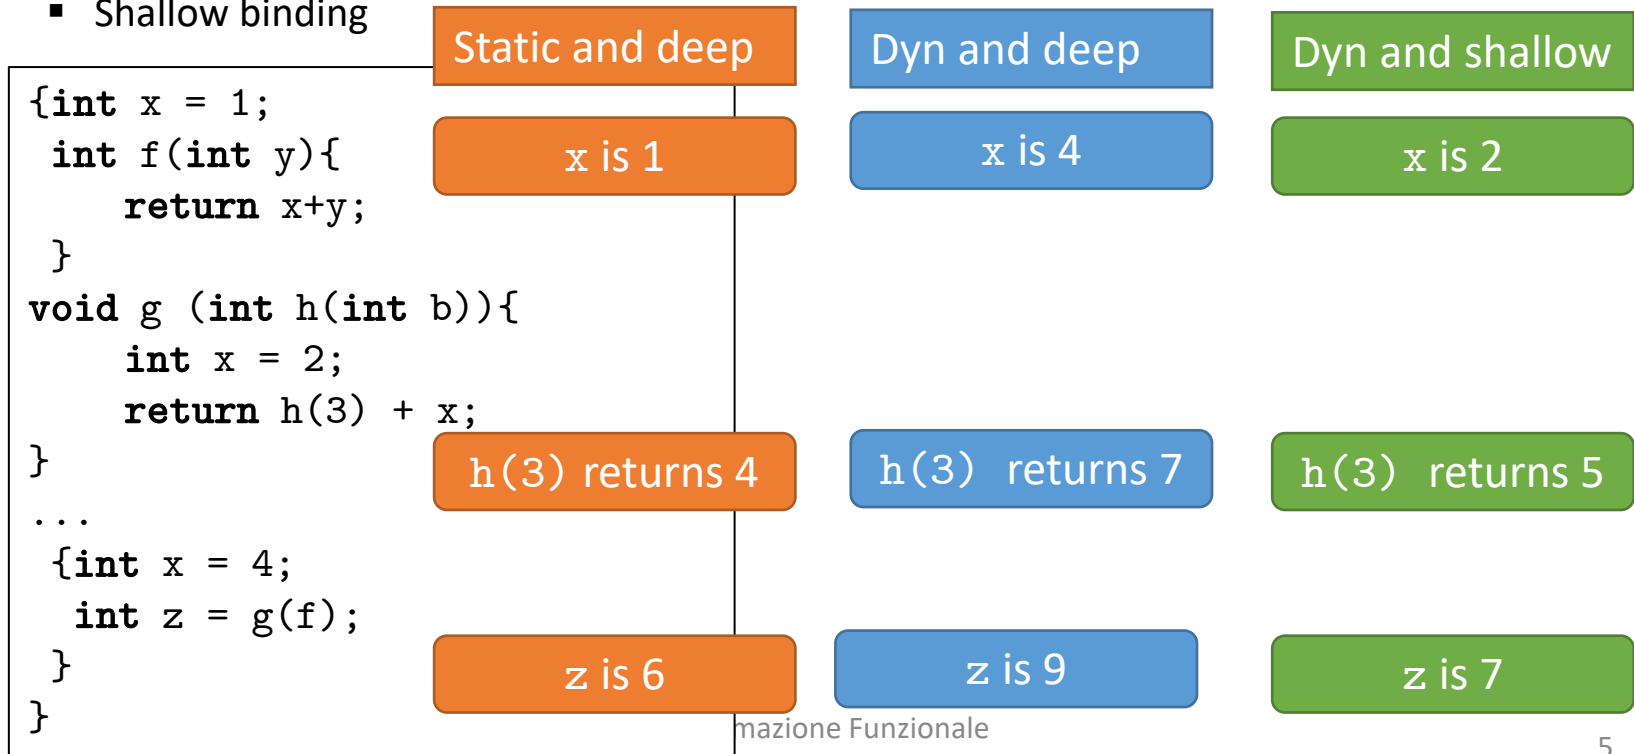 ▪ Shallow binding
Static and deep
Dyn and deep
Dyn and shallow
{int x = 1;
int f(int y){
return x+y;
}
void g (int h(int b)){
int x = 2;
return h(3) + x;
}
...
{int x = 4;
int z = g(f);
}
}
x is 1
x is 4
x is 2
h(3) returns 4
h(3) returns 7
h(3) returns 5
z is 6
z is 9
z is 7
mazione Funzionale
5